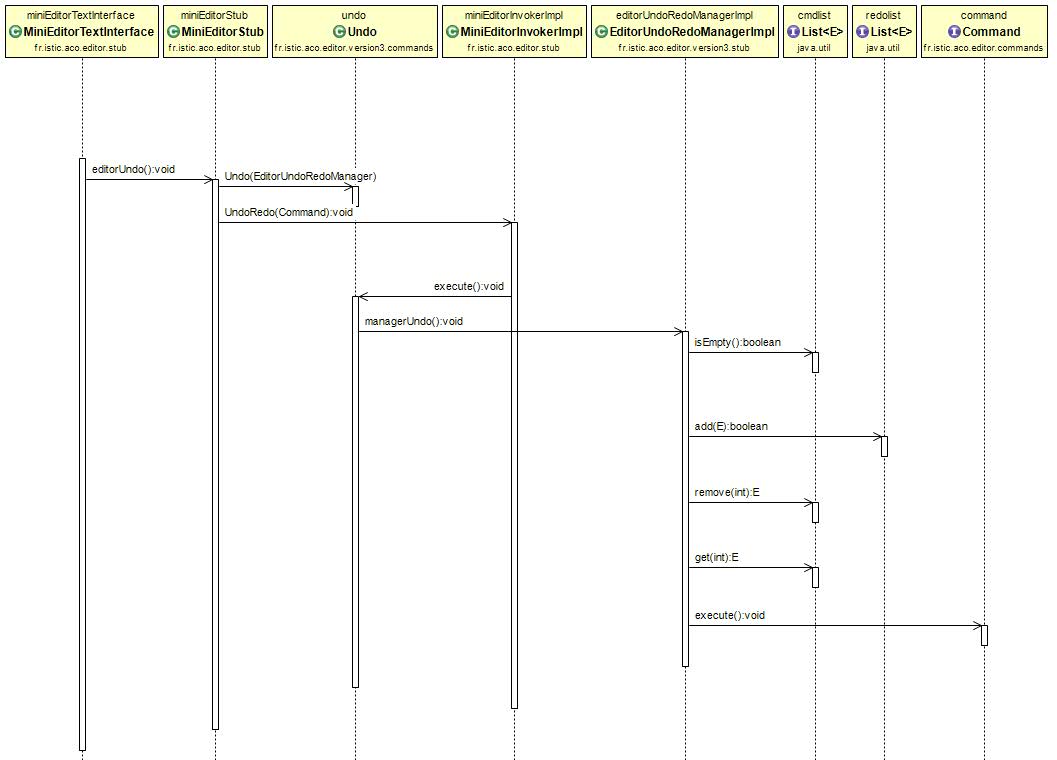 miniEditorTextInterface
MiniEditorTextInterface
fr.istic.aco.editor.stub
miniEditorStub
MiniEditorStub
fr.istic.aco.editor.stub
undo
Undo
fr.istic.aco.editor.version3.commands
miniEditorInvokerImpl
MiniEditorInvokerImpl
fr.istic.aco.editor.stub
editorUndoRedoManagerImpl
EditorUndoRedoManagerImpl
fr.istic.aco.editor.version3.stub
cmdlist
List<E>
java.util
redolist
List<E>
java.util
command
Command
fr.istic.aco.editor.commands
editorUndo():void
Undo(EditorUndoRedoManager)
UndoRedo(Command):void
execute():void
managerUndo():void
isEmpty():boolean
add(E):boolean
remove(int):E
get(int):E
execute():void